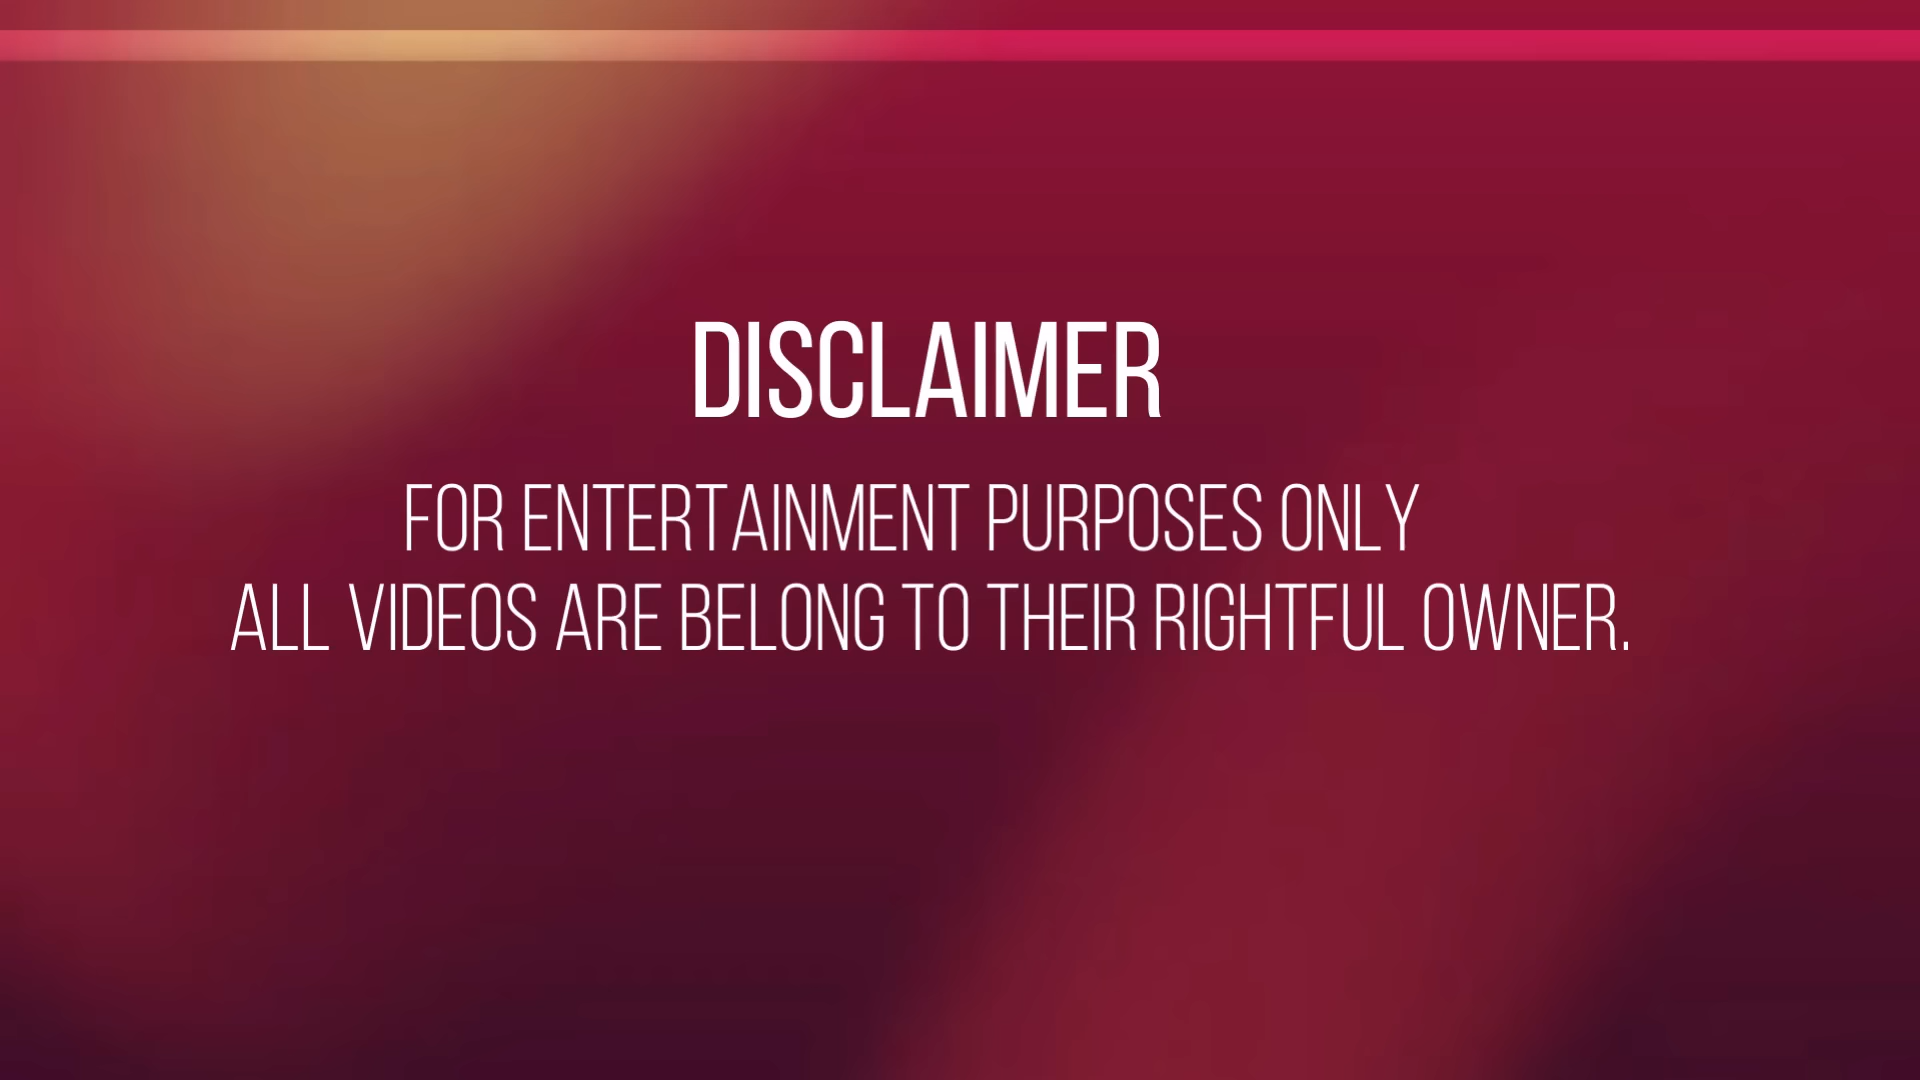 DISCLAIMER
FOR ENTERTAINMENT PURPOSES ONLY
ALL VIDEOS ARE BELONG TO THEIR RIGHTFUL OWNER.